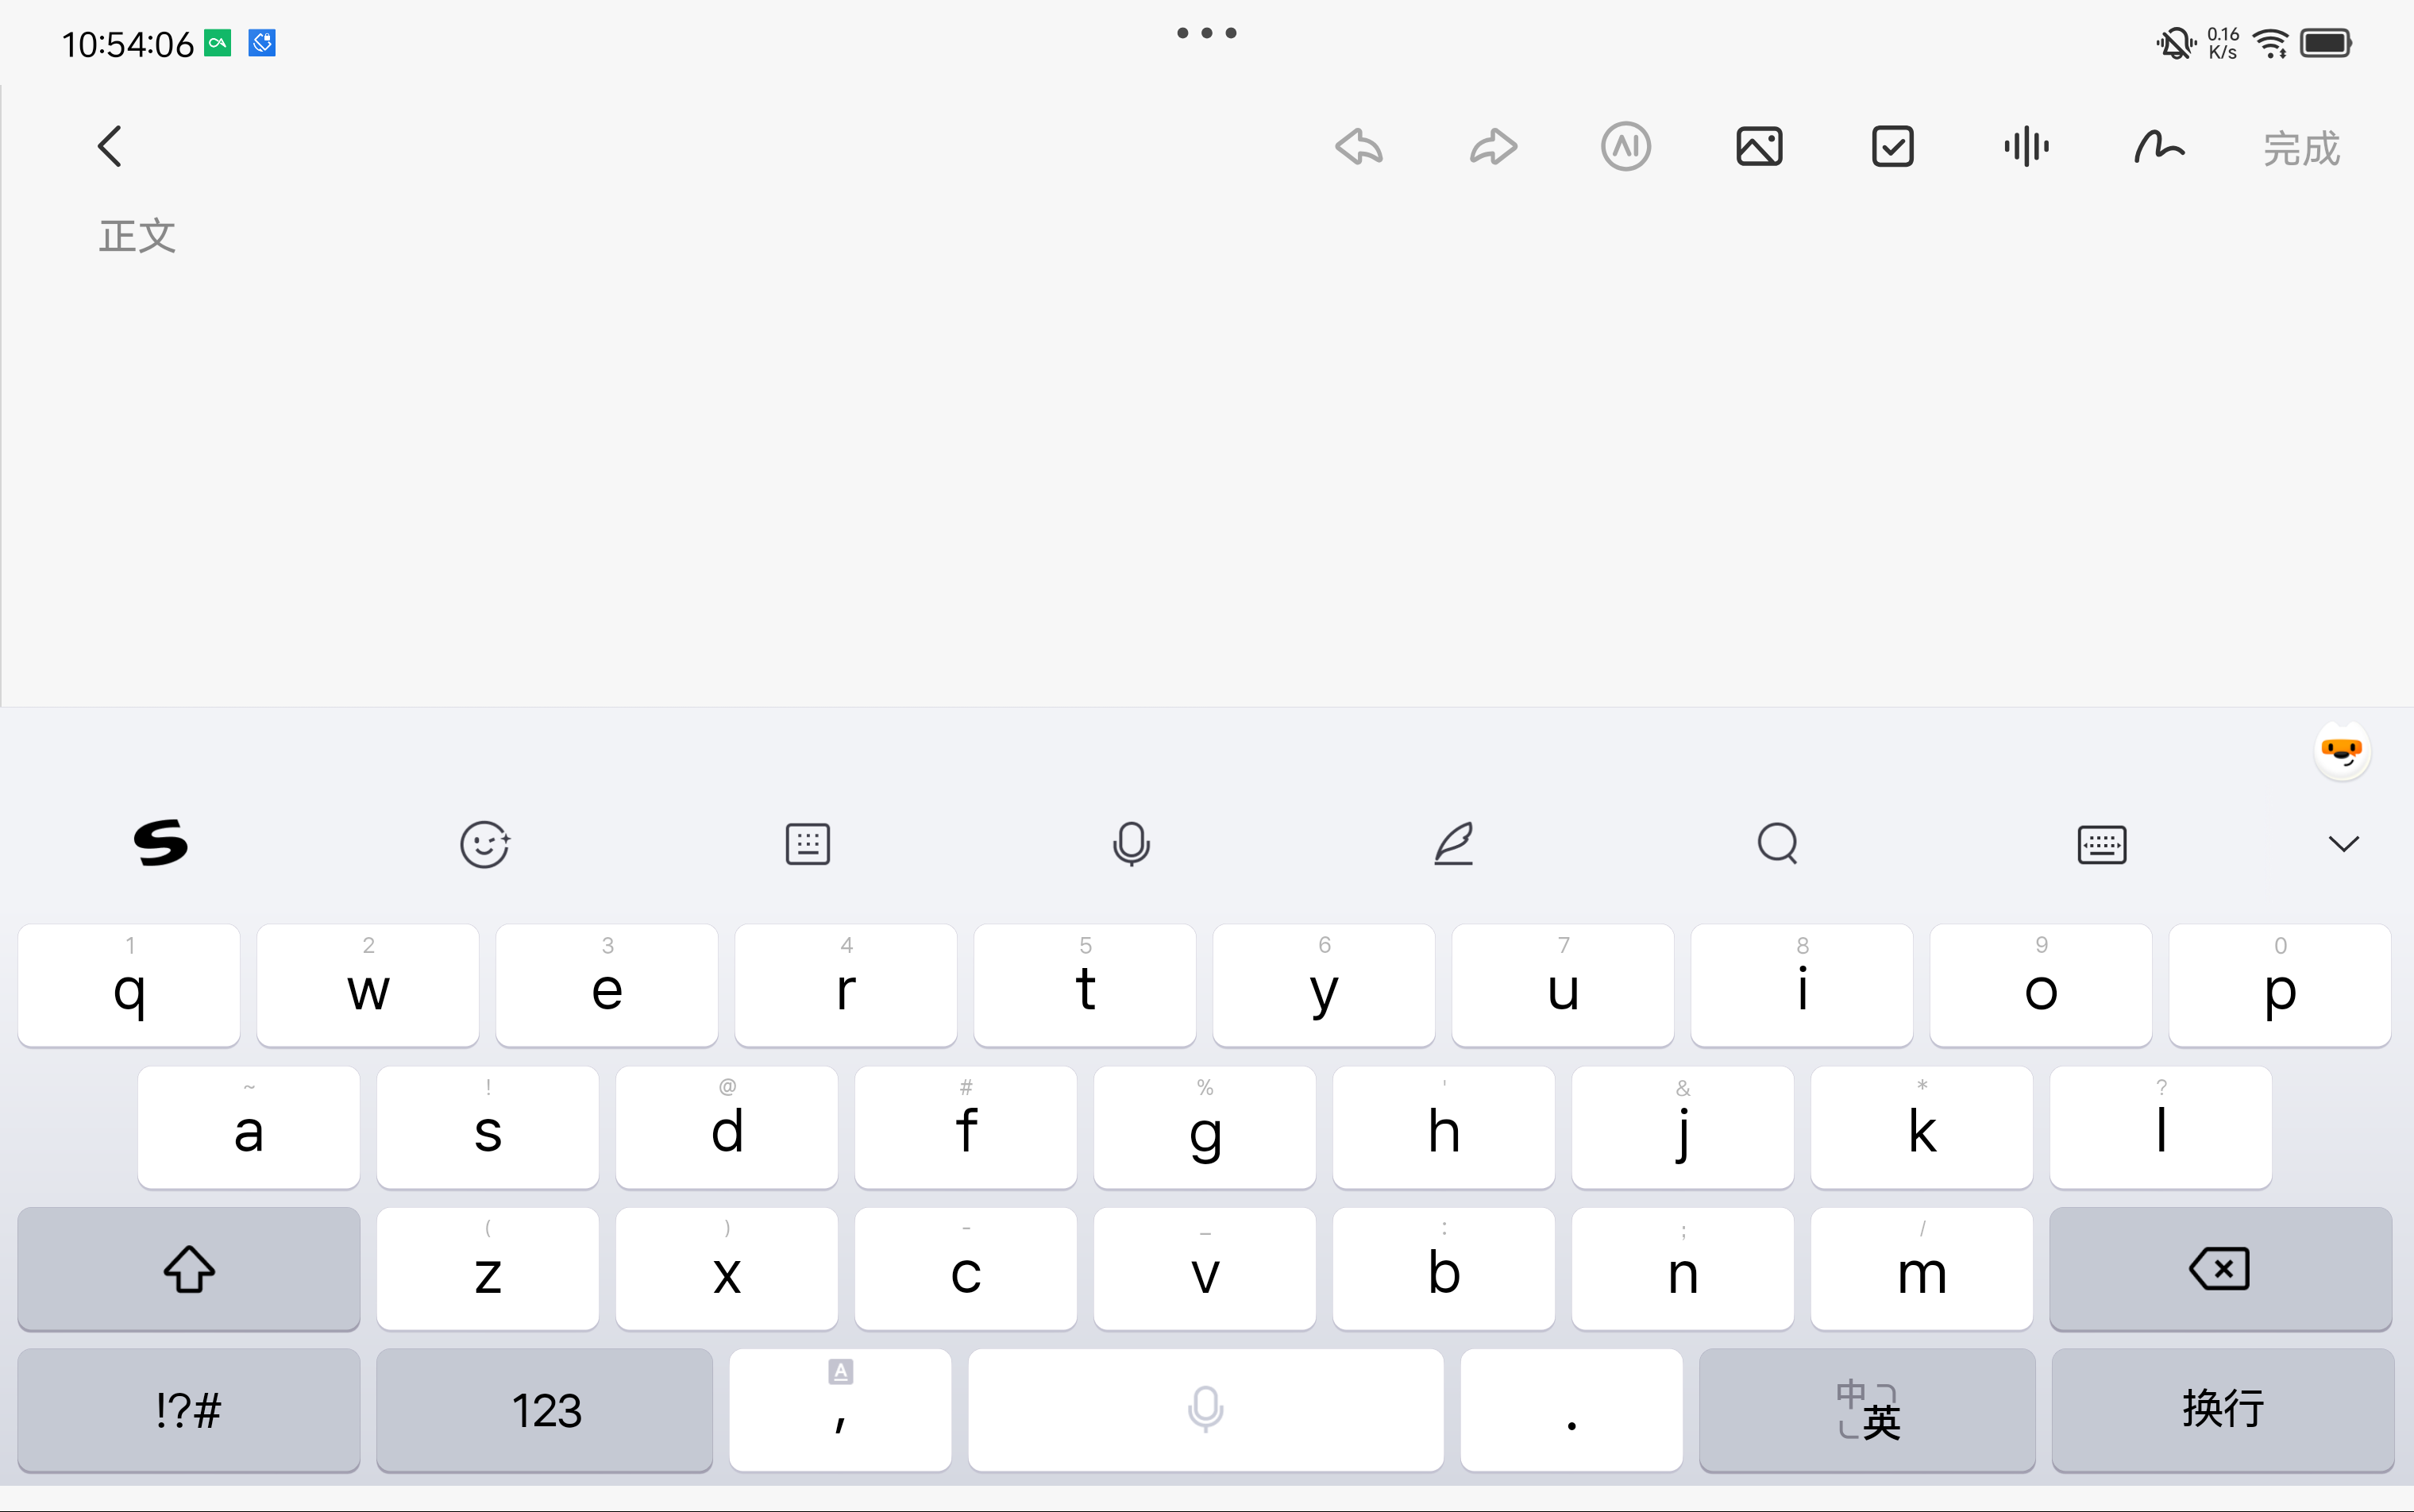 10:54:06 0.16 K/s
完成
正文
1 2 3 4 5 6 7 8 9 0
q w e r t y u i o p
~ ! @ # % ' & * ?
a s d f g h j k l
( ) - _ : ; /
z x c v b n m
!?# 123 , . 中 英 换行